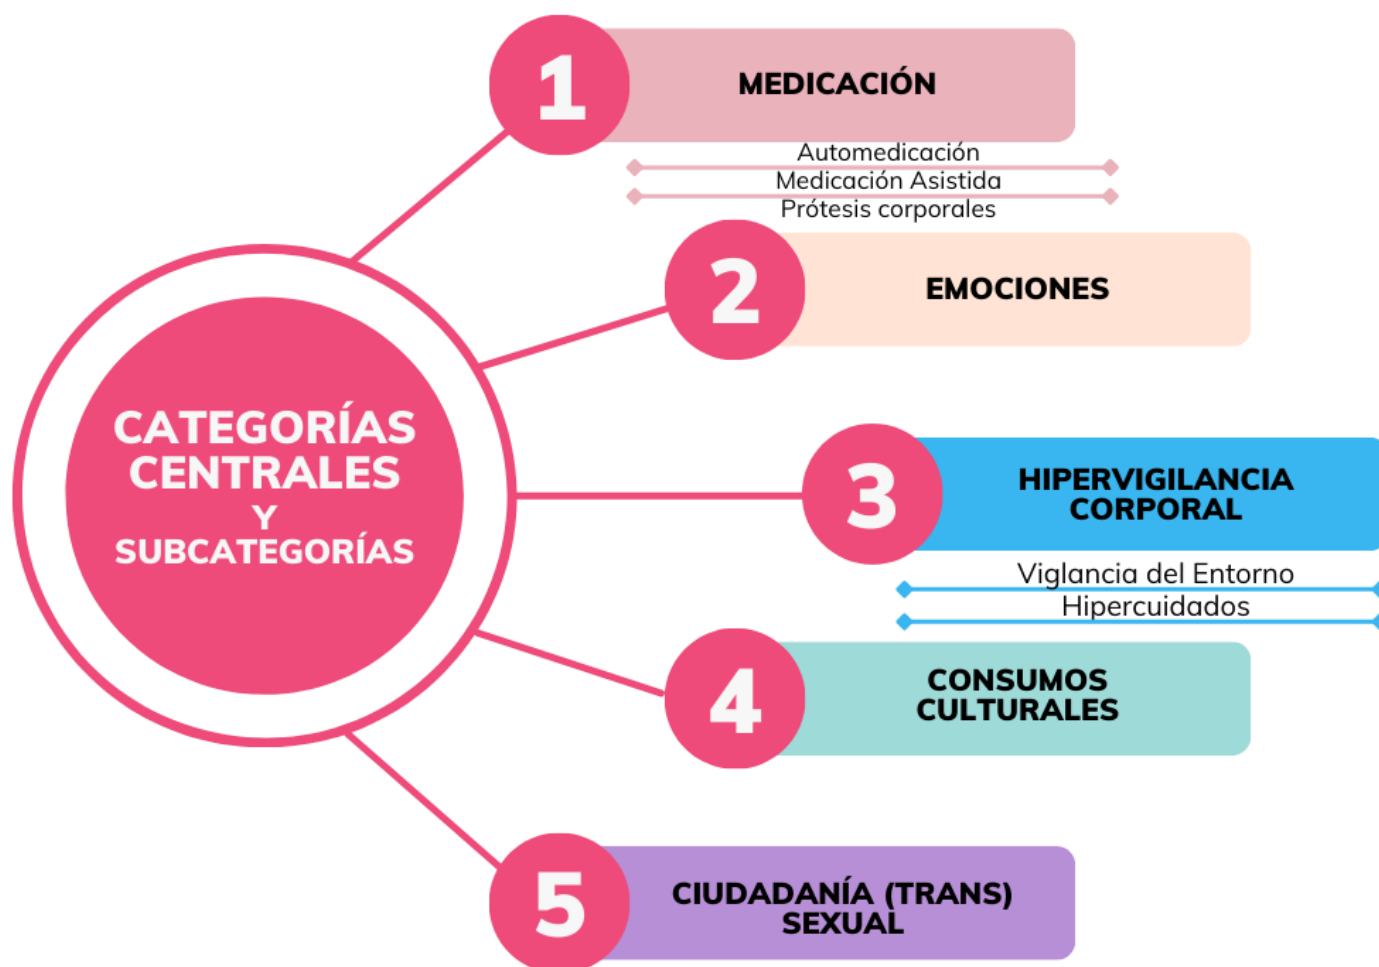 CATEGORÍAS
CENTRALES
Y
SUBCATEGORÍAS
1
MEDICACIÓN
Automedicación
Medicación Asistida
Prótesis corporales
2
EMOCIONES
3
HIPERVIGILANCIA
CORPORAL
Viglancia del Entorno
Hipercuidados
4
CONSUMOS
CULTURALES
5
CIUDADANÍA (TRANS)
SEXUAL